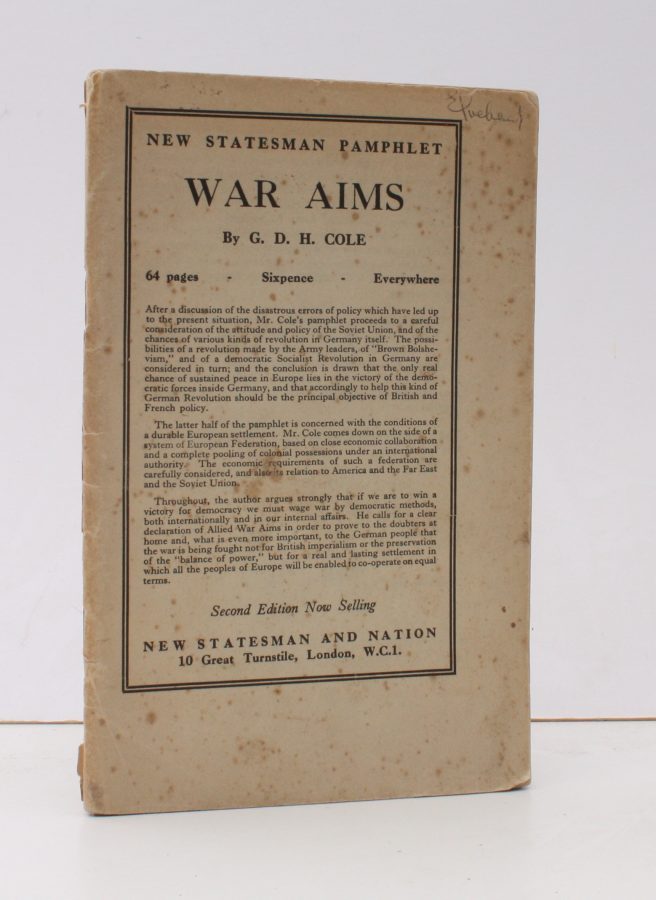 NEW STATESMAN PAMPHLET
WAR AIMS
By G. D. H. COLE
64 pages - Sixpence - Everywhere
After a discussion of the disastrous errors of policy which have led up
to the present situation, Mr. Cole's pamphlet proceeds to a careful
consideration of the attitude and policy of the Soviet Union, and of the
chances of various kinds of revolution in Germany itself. The possi-
bilities of a revolution made by the Army leaders, of "Brown Bolshe-
vism," and of a democratic Socialist Revolution in Germany are
considered in turn; and the conclusion is drawn that the only real
chance of sustained peace in Europe lies in the victory of the demo-
cratic forces inside Germany, and that accordingly to help this kind of
German Revolution should be the principal objective of British and
French policy.
The latter half of the pamphlet is concerned with the conditions of
a durable European settlement. Mr. Cole comes down on the side of a
system of European Federation, based on close economic collaboration
and a complete pooling of colonial possessions under an international
authority. The economic requirements of such a federation are
carefully considered, and also its relation to America and the Far East
and the Soviet Union.
Throughout, the author argues strongly that if we are to win a
victory for democracy we must wage war by democratic methods,
both internationally and in our internal affairs. He calls for a clear
declaration of Allied War Aims in order to prove to the doubters at
home and, what is even more important, to the German people that
the war is being fought not for British imperialism or the preservation
of the "balance of power," but for a real and lasting settlement in
which all the peoples of Europe will be enabled to co-operate on equal
terms.
Second Edition Now Selling
NEW STATESMAN AND NATION
10 Great Turnstile, London, W.C.1.